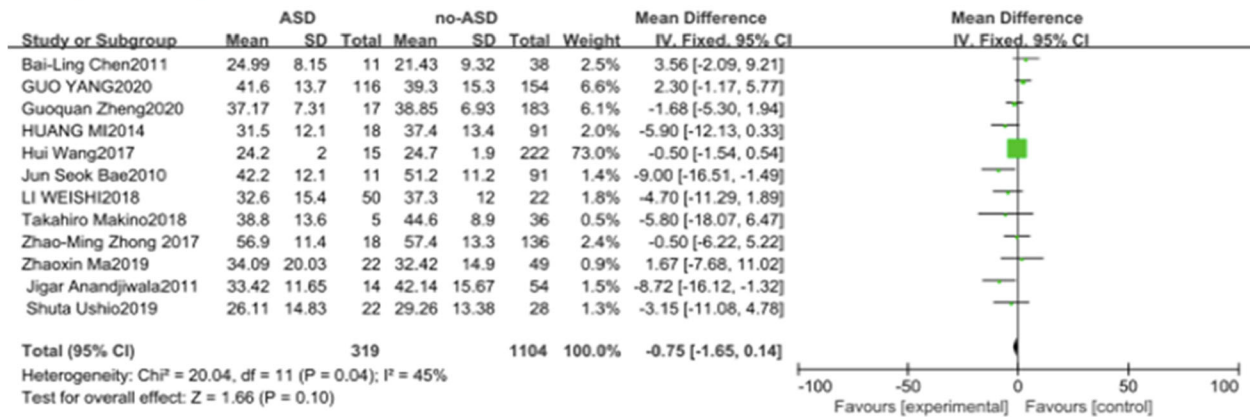 ASD no-ASD Mean Difference Mean Difference
Study or Subgroup Mean SD Total Mean SD Total Weight IV, Fixed, 95% CI IV, Fixed, 95% CI
Bai-Ling Chen2011 24.99 8.15 11 21.43 9.32 38 2.5% 3.56 [-2.09, 9.21]
GUO YANG2020 41.6 13.7 116 39.3 15.3 154 6.6% 2.30 [-1.17, 5.77]
Guoquan Zheng2020 37.17 7.31 17 38.85 6.93 183 6.1% -1.68 [-5.30, 1.94]
HUANG MI2014 31.5 12.1 18 37.4 13.4 91 2.0% -5.90 [-12.13, 0.33]
Hui Wang2017 24.2 2 15 24.7 1.9 222 73.0% -0.50 [-1.54, 0.54]
Jun Seok Bae2010 42.2 12.1 11 51.2 11.2 91 1.4% -9.00 [-16.51, -1.49]
LI WEISHI2018 32.6 15.4 50 37.3 12 22 1.8% -4.70 [-11.29, 1.89]
Takahiro Makino2018 38.8 13.6 5 44.6 8.9 36 0.5% -5.80 [-18.07, 6.47]
Zhao-Ming Zhong 2017 56.9 11.4 18 57.4 13.3 136 2.4% -0.50 [-6.22, 5.22]
Zhaoxin Ma2019 34.09 20.03 22 32.42 14.9 49 0.9% 1.67 [-7.68, 11.02]
Jigar Anandjiwala2011 33.42 11.65 14 42.14 15.67 54 1.5% -8.72 [-16.12, -1.32]
Shuta Ushio2019 26.11 14.83 22 29.26 13.38 28 1.3% -3.15 [-11.08, 4.78]
Total (95% CI) 319 1104 100.0% -0.75 [-1.65, 0.14]
Heterogeneity: Chi² = 20.04, df = 11 (P = 0.04); I² = 45%
Test for overall effect: Z = 1.66 (P = 0.10)
-100 -50 0 50 100
Favours [experimental] Favours [control]